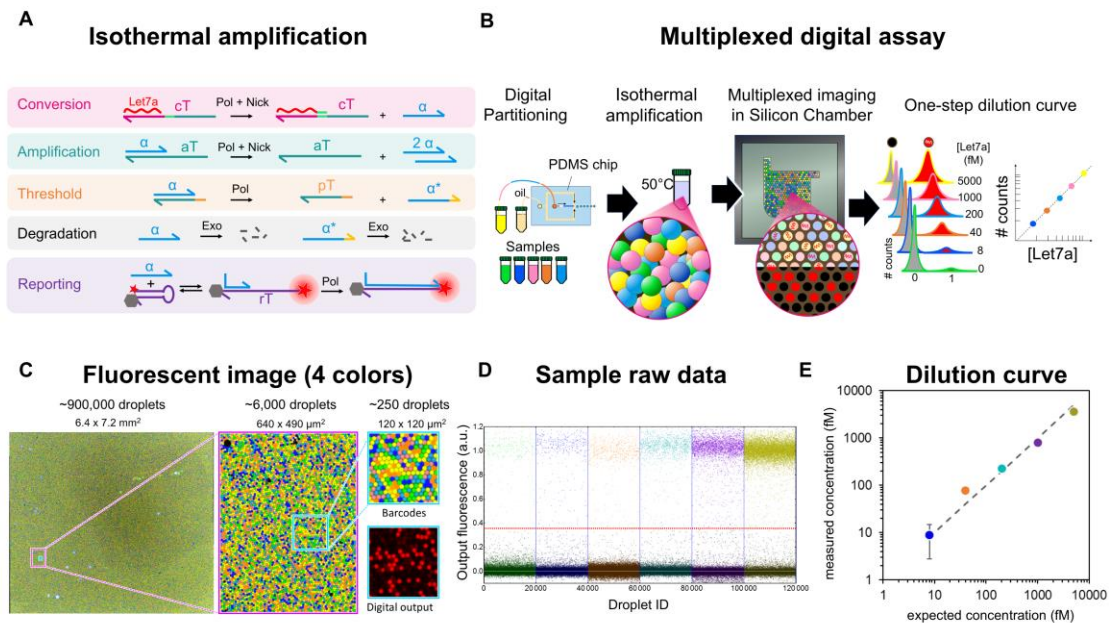 A
Isothermal amplification
Conversion
Let7a
cT
Pol + Nick
cT
+
α
Amplification
α
aT
Pol + Nick
aT
+
2 α
Threshold
α
Pol
pT
+
α*
Degradation
α
Exo
α*
Exo
Reporting
α
+
rT
Pol
B
Multiplexed digital assay
Digital
Partitioning
Isothermal
amplification
Multiplexed imaging
in Silicon Chamber
One-step dilution curve
PDMS chip
oil
Samples
50°C
[Let7a]
(fM)
5000
1000
200
40
8
0
# counts
0
1
# counts
[Let7a]
C
Fluorescent image (4 colors)
~900,000 droplets
6.4 x 7.2 mm²
~6,000 droplets
640 x 490 µm²
~250 droplets
120 x 120 µm²
Barcodes
Digital output
D
Sample raw data
Output fluorescence (a.u.)
1.2
1.0
0.8
0.6
0.4
0.2
0.0
0
20000
40000
60000
80000
100000
120000
Droplet ID
E
Dilution curve
measured concentration (fM)
10000
1000
100
10
1
1
10
100
1000
10000
expected concentration (fM)